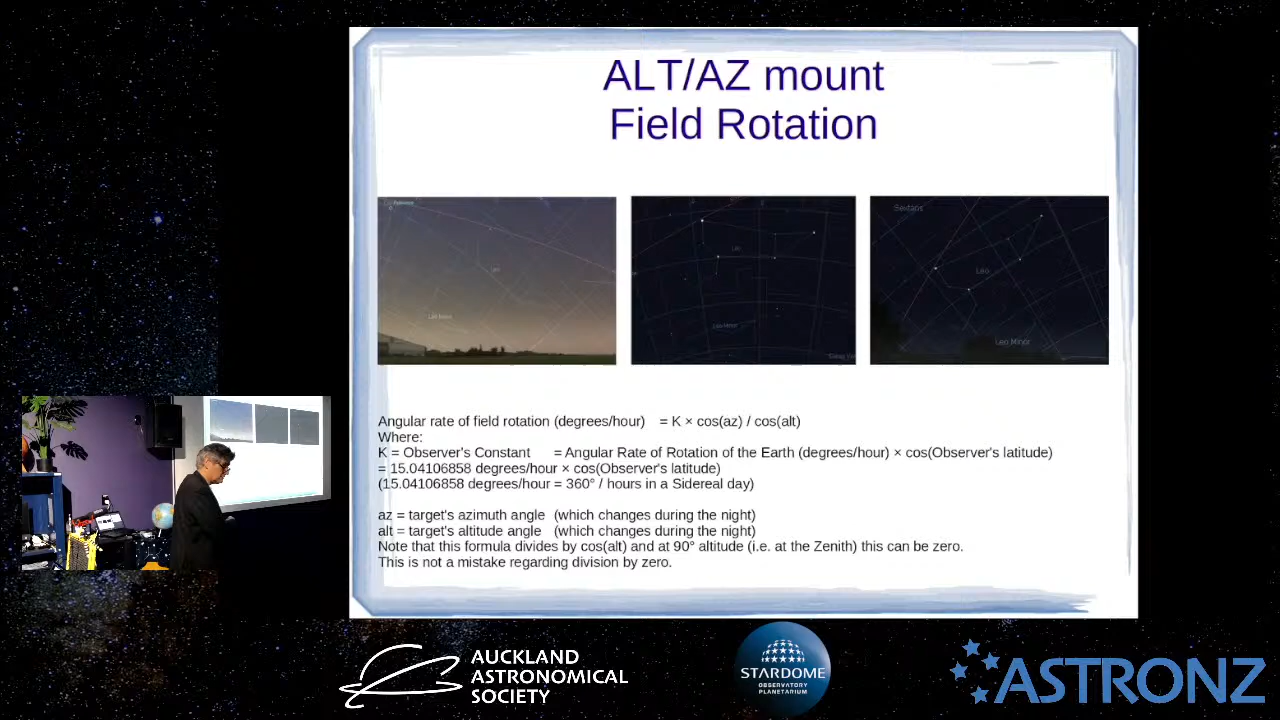 ALT/AZ mount
Field Rotation
Leo
Leo Minor
Leo
Leo Minor
Sextans
Leo
Leo Minor
Angular rate of field rotation (degrees/hour) = K × cos(az) / cos(alt)
Where:
K = Observer's Constant = Angular Rate of Rotation of the Earth (degrees/hour) × cos(Observer's latitude)
= 15.04106858 degrees/hour × cos(Observer's latitude)
(15.04106858 degrees/hour = 360° / hours in a Sidereal day)
az = target's azimuth angle (which changes during the night)
alt = target's altitude angle (which changes during the night)
Note that this formula divides by cos(alt) and at 90° altitude (i.e. at the Zenith) this can be zero.
This is not a mistake regarding division by zero.
AUCKLAND
ASTRONOMICAL
SOCIETY
STARDOME
OBSERVATORY
PLANETARIUM
ASTRONZ